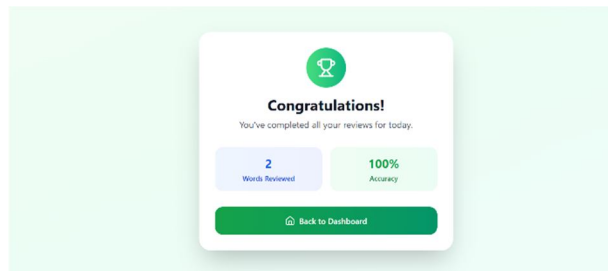 Congratulations!
You've completed all your reviews for today.
2
Words Reviewed
100%
Accuracy
Back to Dashboard